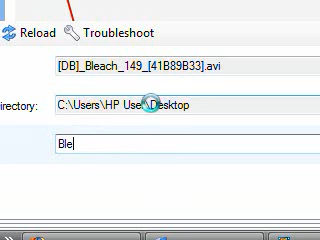 Reload Troubleshoot
[DB]_Bleach_149_[41B89B33].avi
irectory: C:\Users\HP User\Desktop
Ble